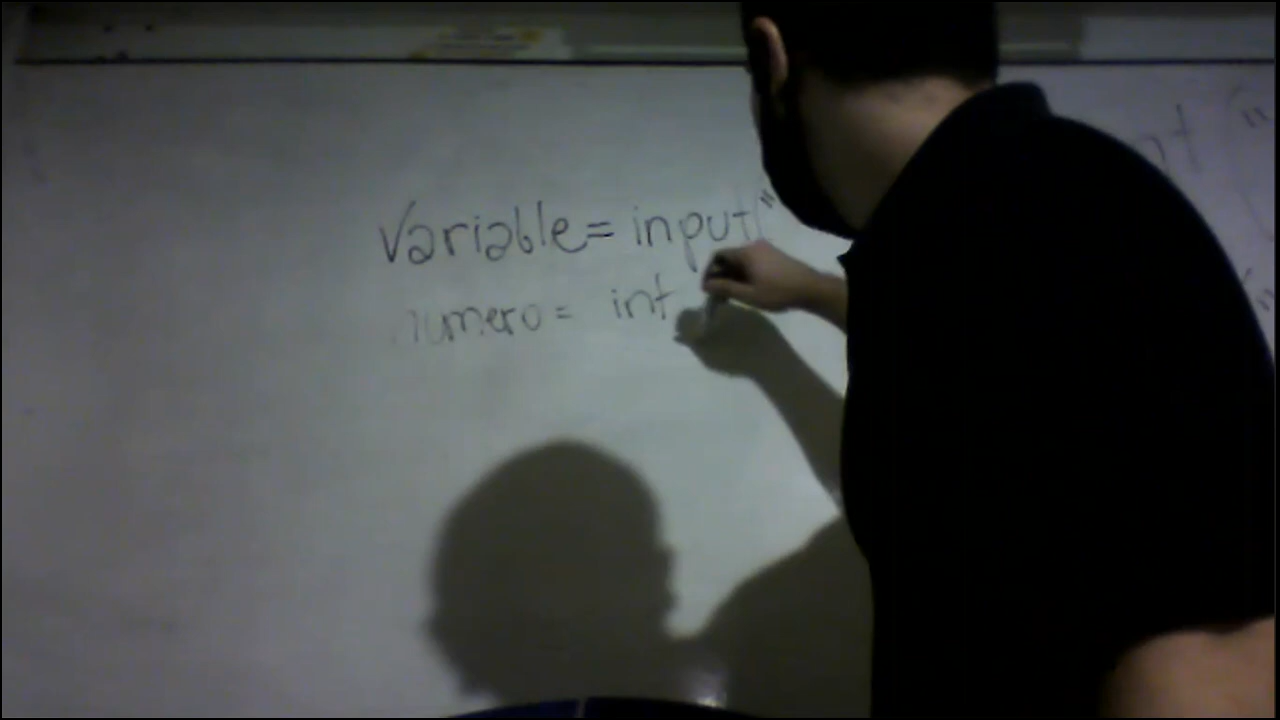 variable= input("
numero= int